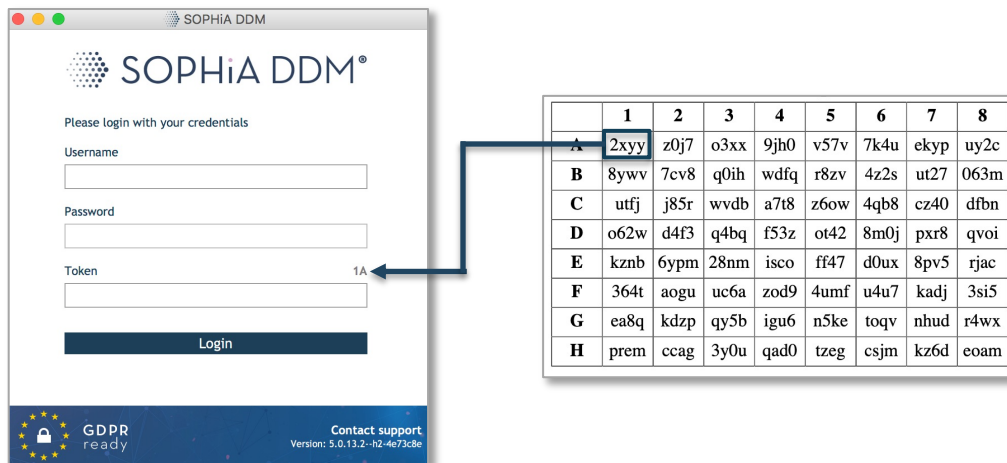 SOPHiA DDM
SOPHiA DDM®
Please login with your credentials
Username
Password
Token 1A
Login
GDPR
ready
Contact support
Version: 5.0.13.2--h2-4e73c8e
1 2 3 4 5 6 7 8
A 2xyy z0j7 o3xx 9jh0 v57v 7k4u ekyp uy2c
B 8ywv 7cv8 q0ih wdfq r8zv 4z2s ut27 063m
C utfj j85r wvdb a7t8 z6ow 4qb8 cz40 dfbn
D o62w d4f3 q4bq f53z ot42 8m0j pxr8 qvoi
E kznb 6ypm 28nm isco ff47 d0ux 8pv5 rjac
F 364t aogu uc6a zod9 4umf u4u7 kadj 3si5
G ea8q kdzp qy5b igu6 n5ke toqv nhud r4wx
H prem ccag 3y0u qad0 tzeg csjm kz6d eoam